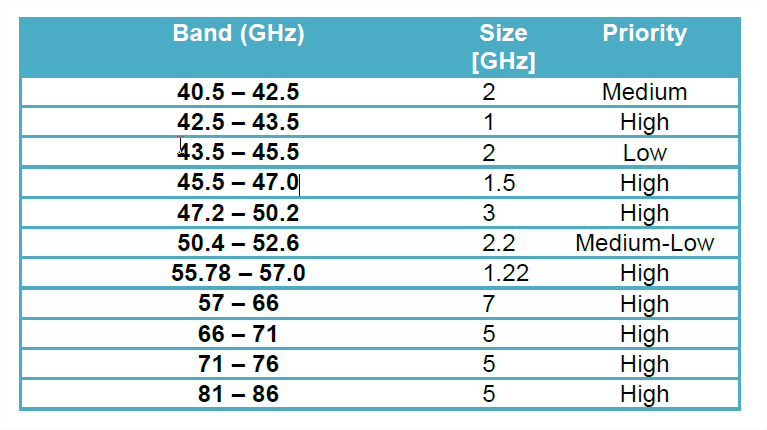 Band (GHz) Size [GHz] Priority
40.5 – 42.5 2 Medium
42.5 – 43.5 1 High
43.5 – 45.5 2 Low
45.5 – 47.0 1.5 High
47.2 – 50.2 3 High
50.4 – 52.6 2.2 Medium-Low
55.78 – 57.0 1.22 High
57 – 66 7 High
66 – 71 5 High
71 – 76 5 High
81 – 86 5 High